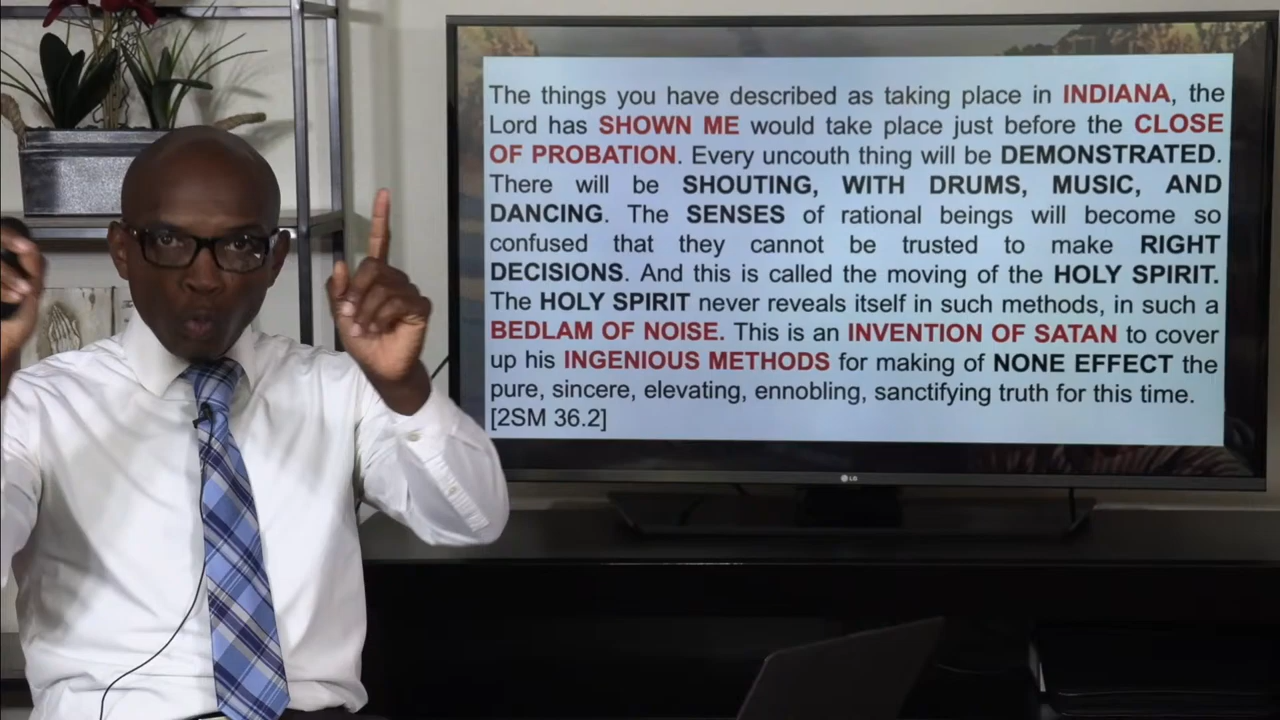 The things you have described as taking place in INDIANA, the
Lord has SHOWN ME would take place just before the CLOSE
OF PROBATION. Every uncouth thing will be DEMONSTRATED.
There will be SHOUTING, WITH DRUMS, MUSIC, AND
DANCING. The SENSES of rational beings will become so
confused that they cannot be trusted to make RIGHT
DECISIONS. And this is called the moving of the HOLY SPIRIT.
The HOLY SPIRIT never reveals itself in such methods, in such a
BEDLAM OF NOISE. This is an INVENTION OF SATAN to cover
up his INGENIOUS METHODS for making of NONE EFFECT the
pure, sincere, elevating, ennobling, sanctifying truth for this time.
[2SM 36.2]
LG